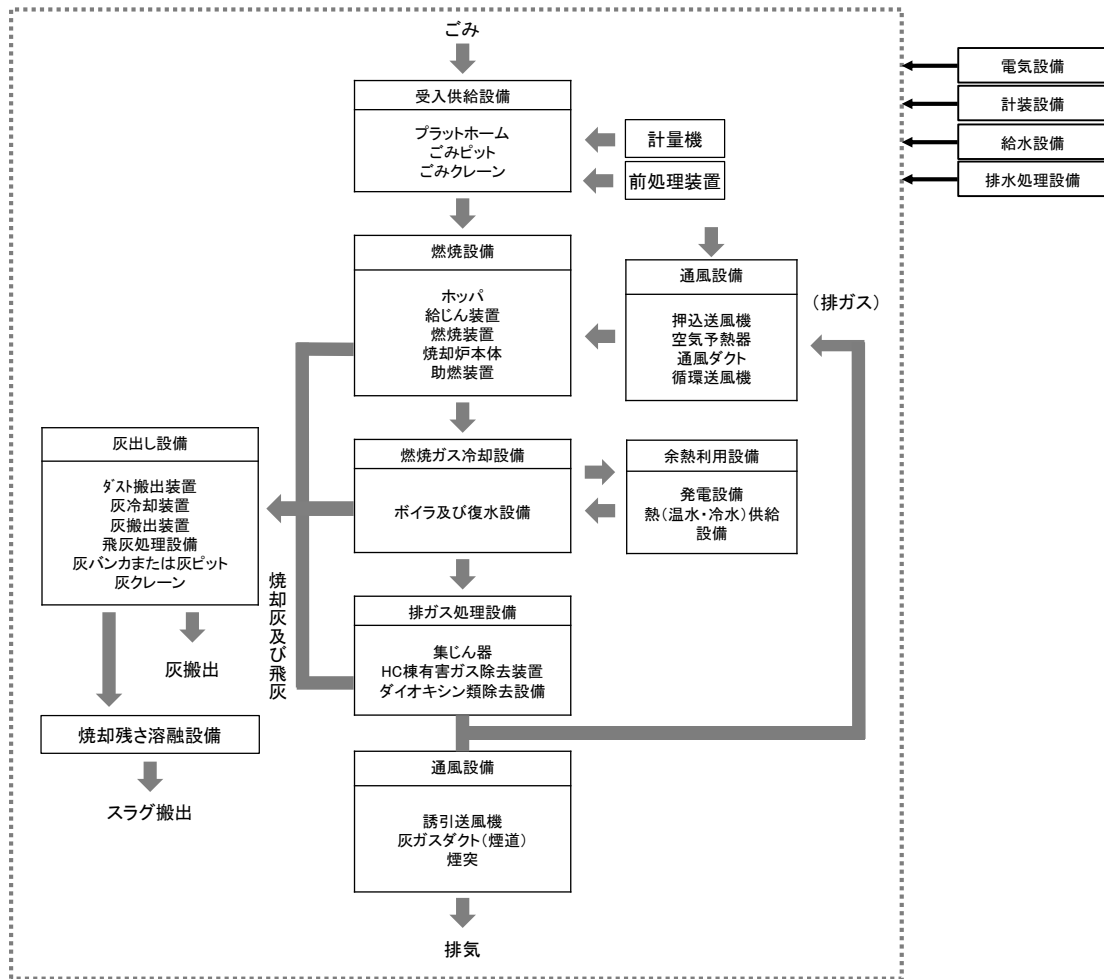 ごみ
受入供給設備
プラットホーム
ごみピット
ごみクレーン
計量機
前処理装置
電気設備
計装設備
給水設備
排水処理設備
燃焼設備
ホッパ
給じん装置
燃焼装置
焼却炉本体
助燃装置
通風設備
押込送風機
空気予熱器
通風ダクト
循環送風機
(排ガス)
灰出し設備
ダスト搬出装置
灰冷却装置
灰搬出装置
飛灰処理設備
灰バンカまたは灰ピット
灰クレーン
燃焼ガス冷却設備
ボイラ及び復水設備
余熱利用設備
発電設備
熱(温水・冷水)供給
設備
焼却灰及び飛灰
排ガス処理設備
集じん器
HC棟有害ガス除去装置
ダイオキシン類除去設備
灰搬出
焼却残さ溶融設備
スラグ搬出
通風設備
誘引送風機
灰ガスダクト(煙道)
煙突
排気